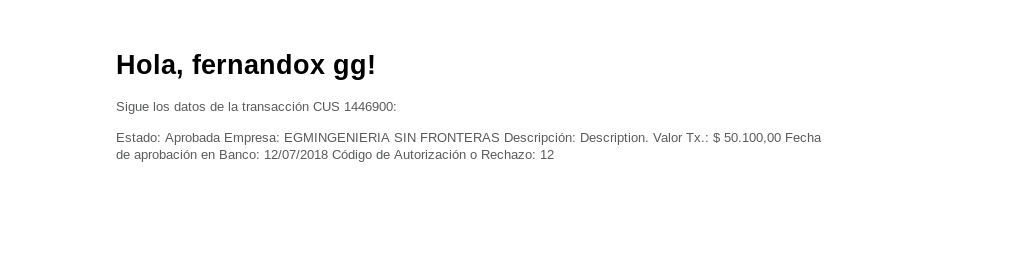 Hola, fernandox gg!
Sigue los datos de la transacción CUS 1446900:
Estado: Aprobada Empresa: EGMINGENIERIA SIN FRONTERAS Descripción: Description. Valor Tx.: $ 50.100,00 Fecha
de aprobación en Banco: 12/07/2018 Código de Autorización o Rechazo: 12